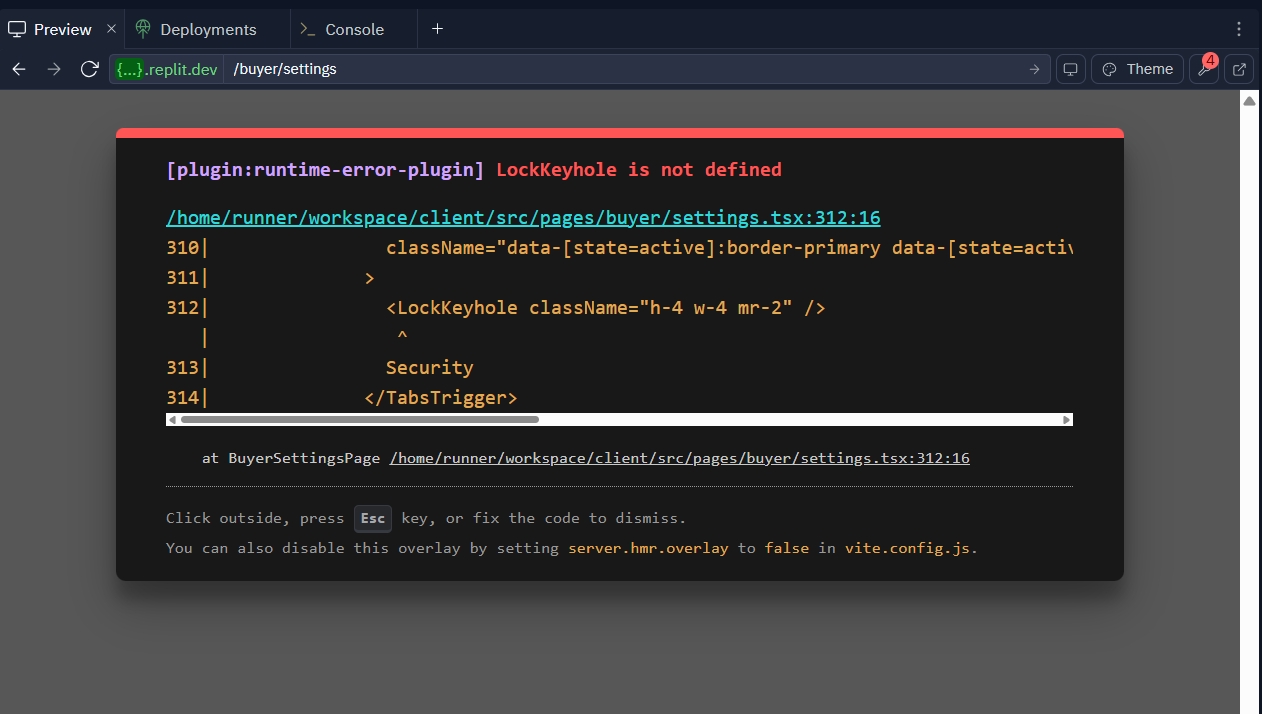 Preview × Deployments >_ Console +
{...}.replit.dev /buyer/settings Theme 4
[plugin:runtime-error-plugin] LockKeyhole is not defined
/home/runner/workspace/client/src/pages/buyer/settings.tsx:312:16
310| className="data-[state=active]:border-primary data-[state=activ
311| >
312| <LockKeyhole className="h-4 w-4 mr-2" />
| ^
313| Security
314| </TabsTrigger>
at BuyerSettingsPage /home/runner/workspace/client/src/pages/buyer/settings.tsx:312:16
Click outside, press Esc key, or fix the code to dismiss.
You can also disable this overlay by setting server.hmr.overlay to false in vite.config.js.